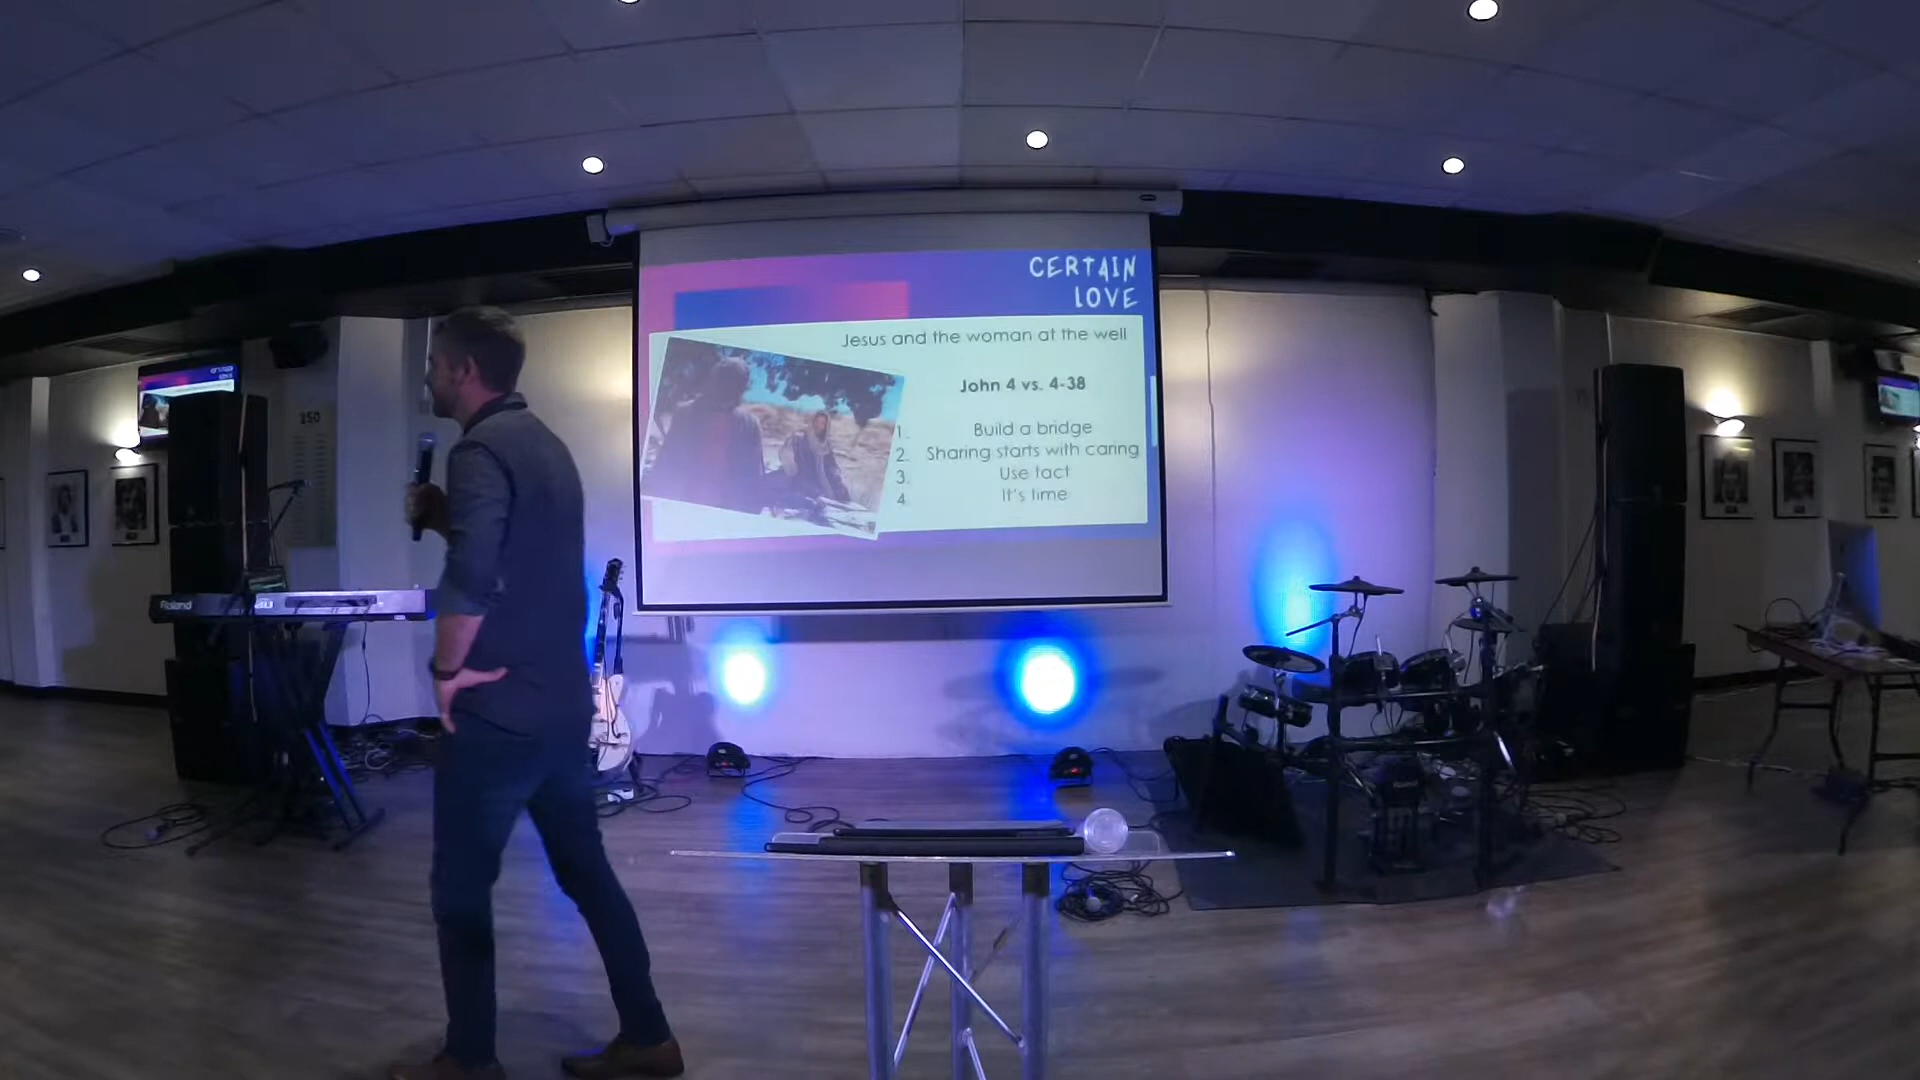 CERTAIN
LOVE
Jesus and the woman at the well
John 4 vs. 4-38
1. Build a bridge
2. Sharing starts with caring
3. Use tact
4. It's time
250
Roland